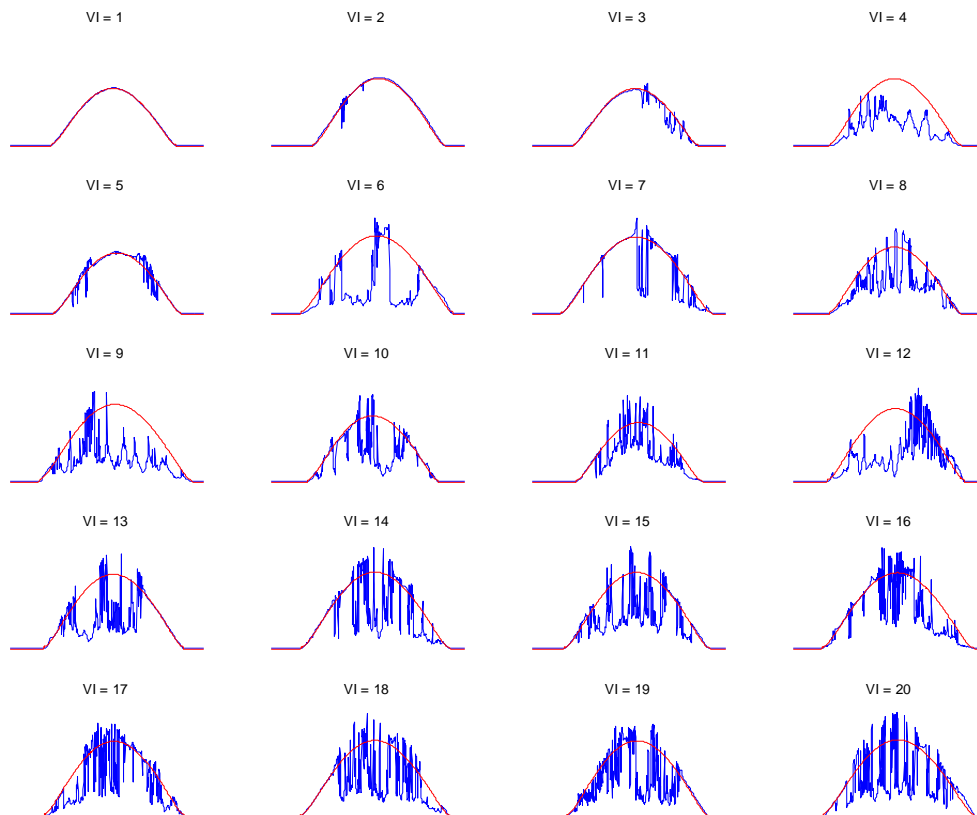 VI = 1
VI = 2
VI = 3
VI = 4
VI = 5
VI = 6
VI = 7
VI = 8
VI = 9
VI = 10
VI = 11
VI = 12
VI = 13
VI = 14
VI = 15
VI = 16
VI = 17
VI = 18
VI = 19
VI = 20